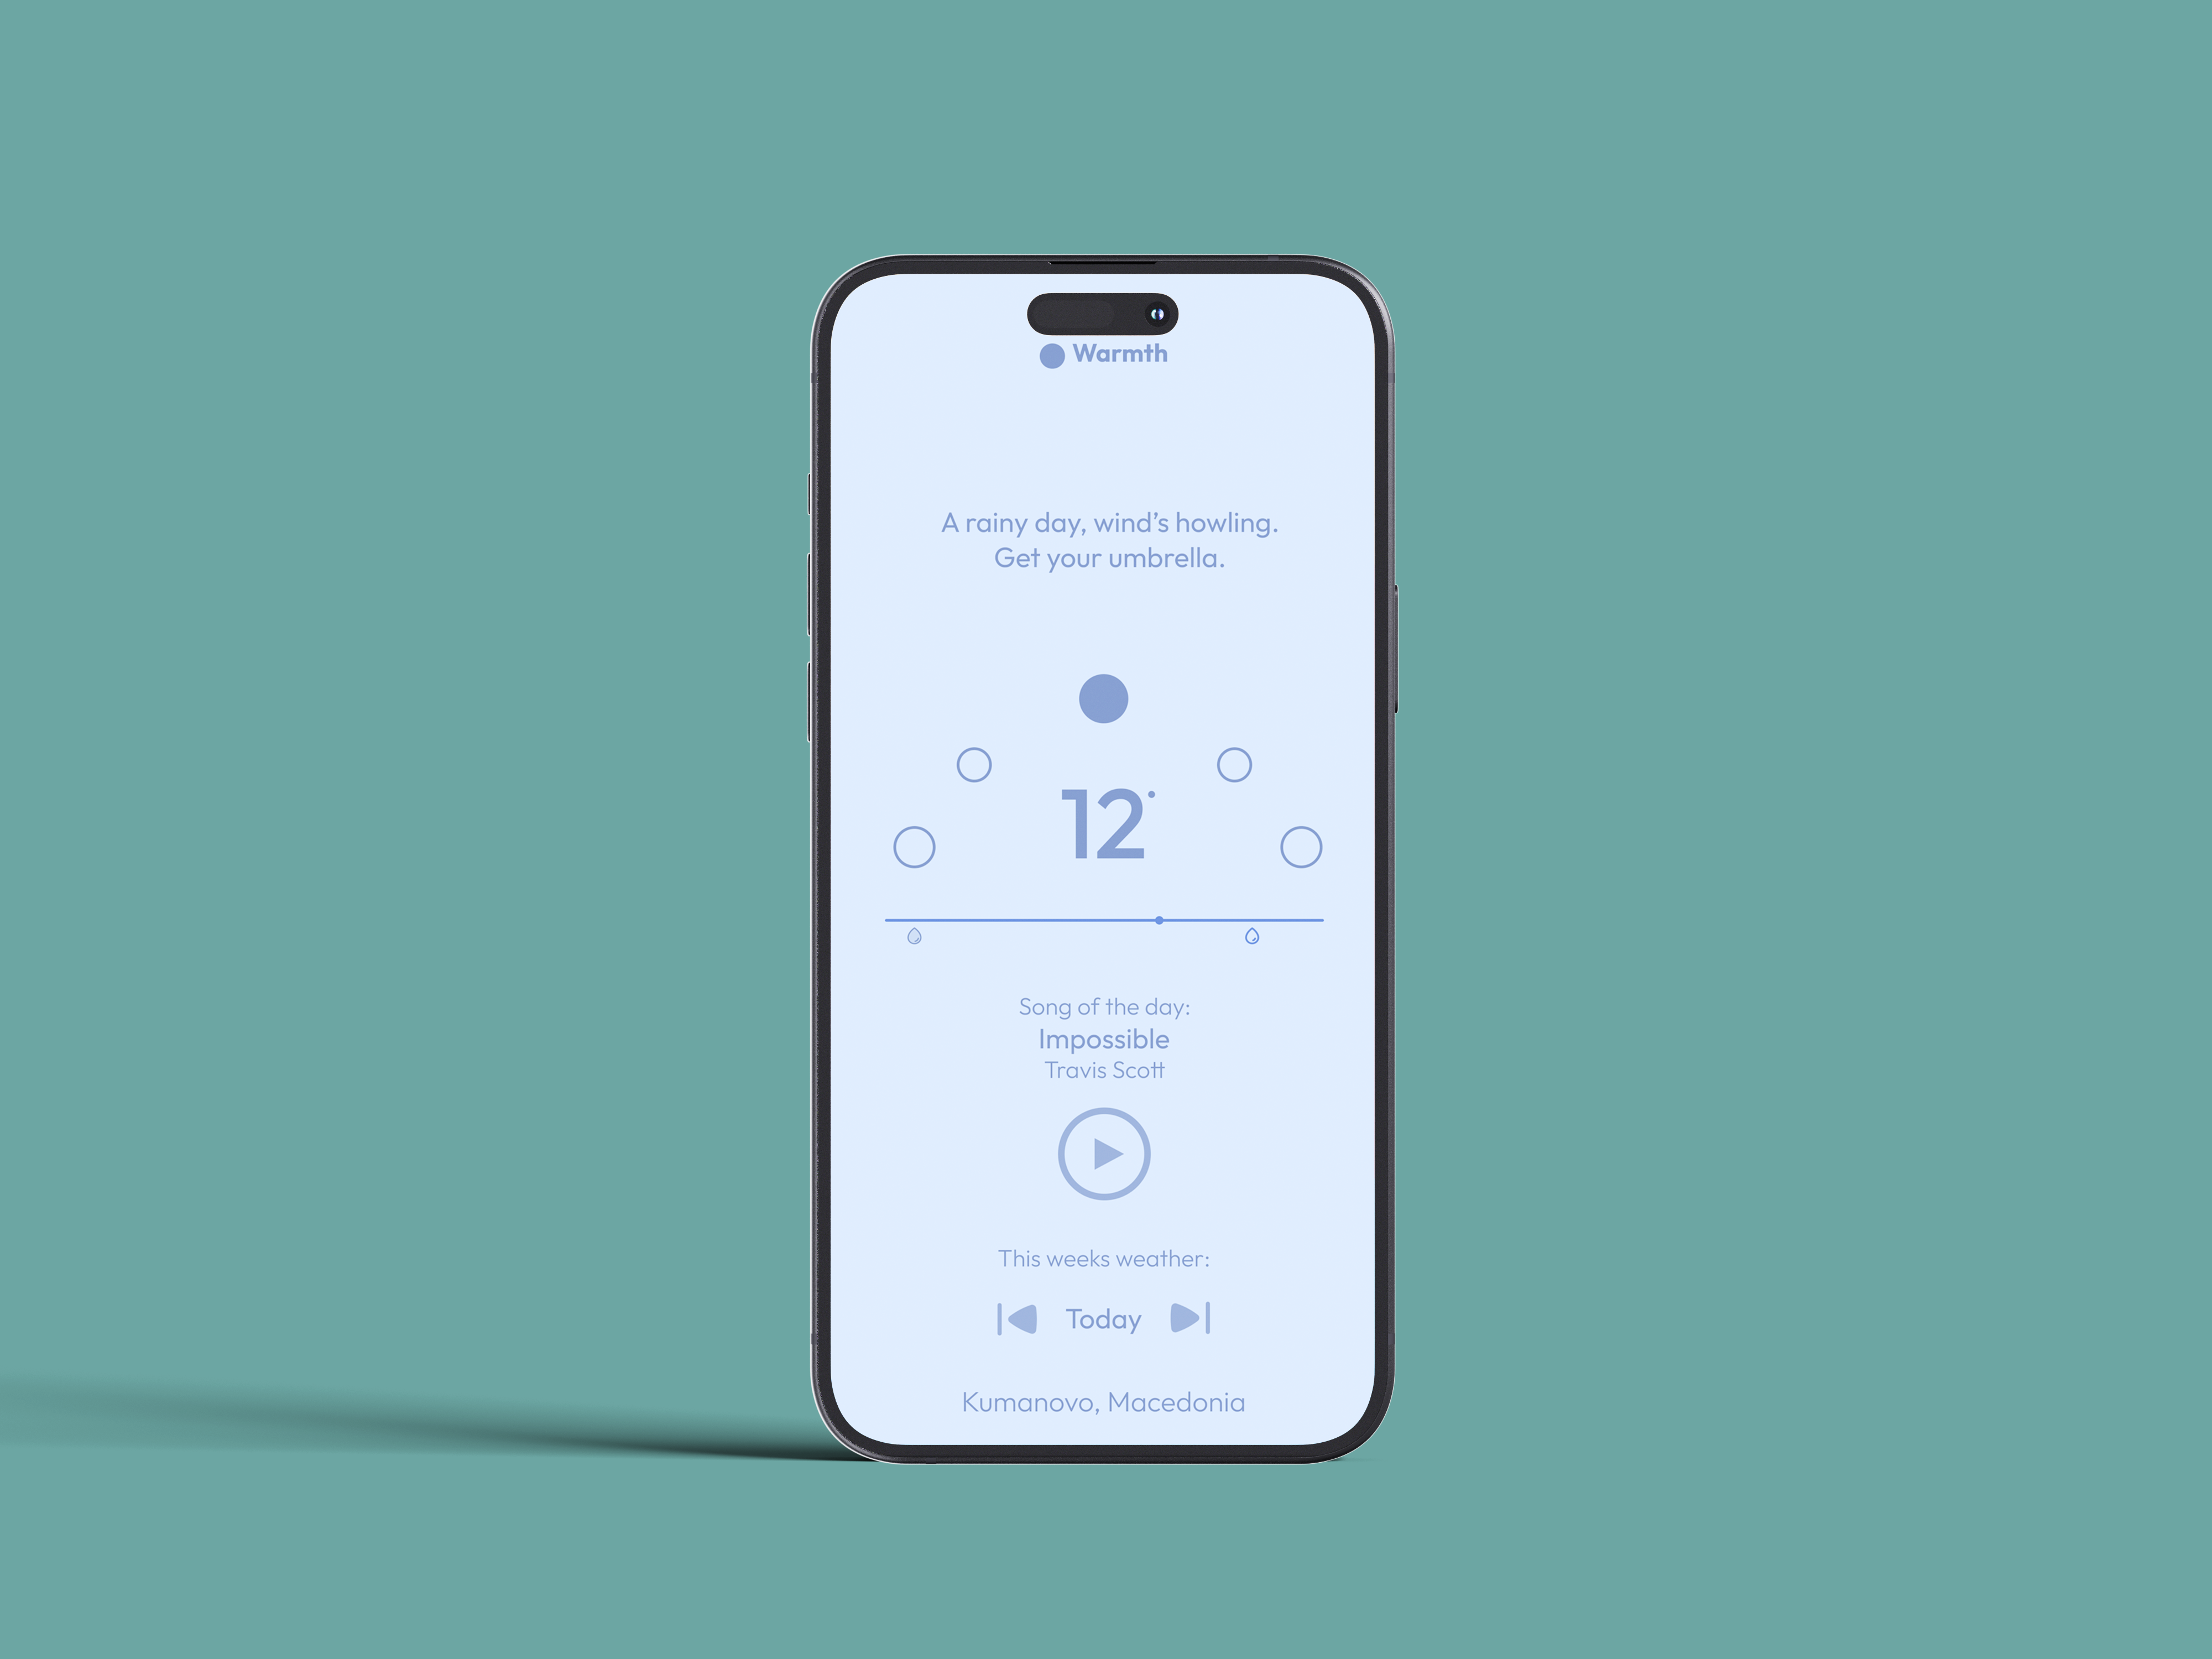 Warmth
A rainy day, wind’s howling.
Get your umbrella.
12°
Song of the day:
Impossible
Travis Scott
This weeks weather:
Today
Kumanovo, Macedonia